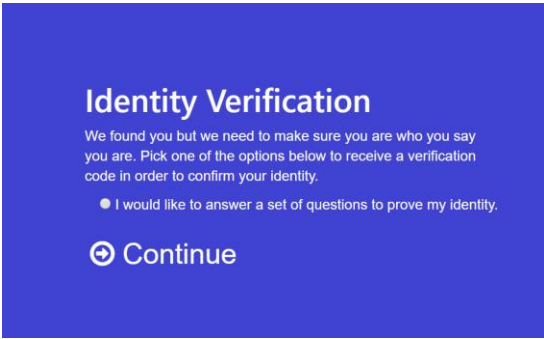 Identity Verification
We found you but we need to make sure you are who you say
you are. Pick one of the options below to receive a verification
code in order to confirm your identity.
I would like to answer a set of questions to prove my identity.
Continue